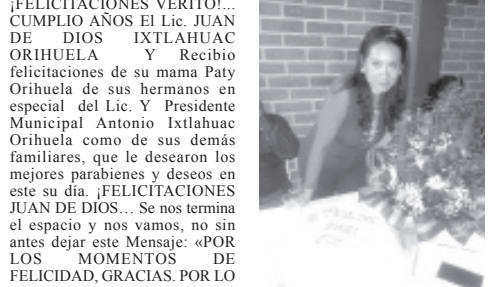 ¡FELICITACIONES VERITO!...
CUMPLIO AÑOS El Lic. JUAN
DE DIOS IXTLAHUAC
ORIHUELA Y Recibio
felicitaciones de su mama Paty
Orihuela de sus hermanos en
especial del Lic. Y Presidente
Municipal Antonio Ixtlahuac
Orihuela como de sus demás
familiares, que le desearon los
mejores parabienes y deseos en
este su día. ¡FELICITACIONES
JUAN DE DIOS… Se nos termina
el espacio y nos vamos, no sin
antes dejar este Mensaje: «POR
LOS MOMENTOS DE
FELICIDAD, GRACIAS. POR LO